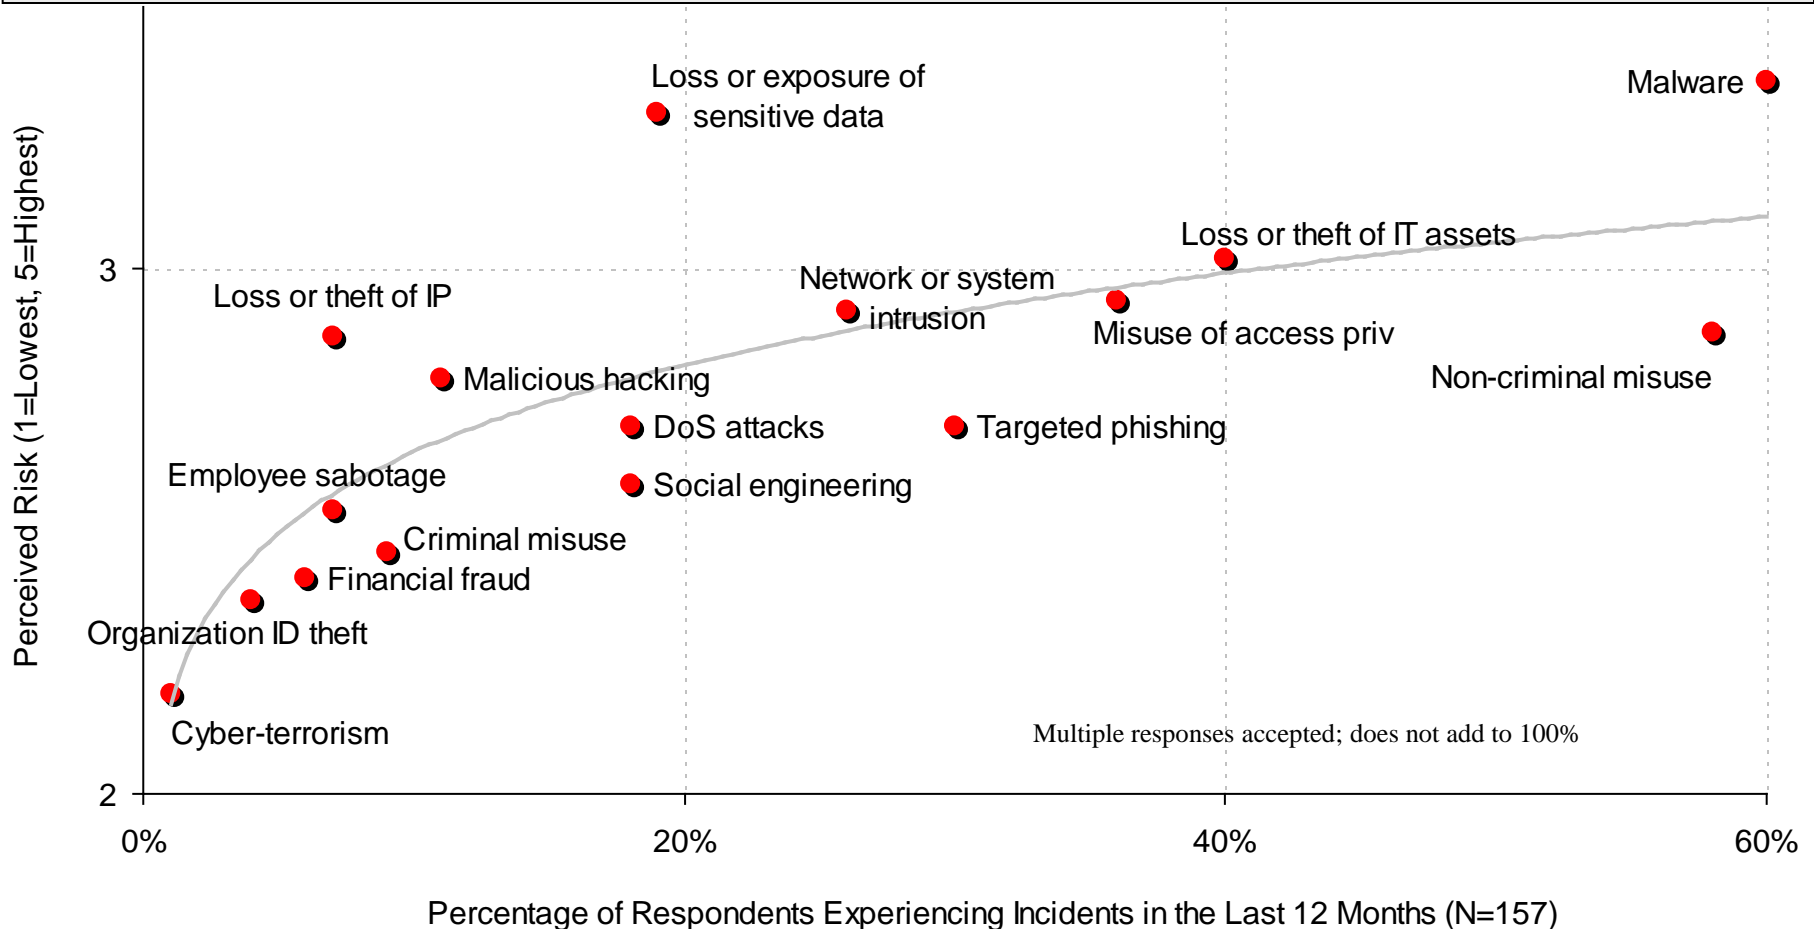 Loss or exposure of
sensitive data
Malware
Perceived Risk (1=Lowest, 5=Highest)
Loss or theft of IT assets
3
Network or system
intrusion
Loss or theft of IP
Misuse of access priv
Non-criminal misuse
Malicious hacking
DoS attacks
Targeted phishing
Employee sabotage
Social engineering
Criminal misuse
Financial fraud
Organization ID theft
Cyber-terrorism
Multiple responses accepted; does not add to 100%
2
0%
20%
40%
60%
Percentage of Respondents Experiencing Incidents in the Last 12 Months (N=157)